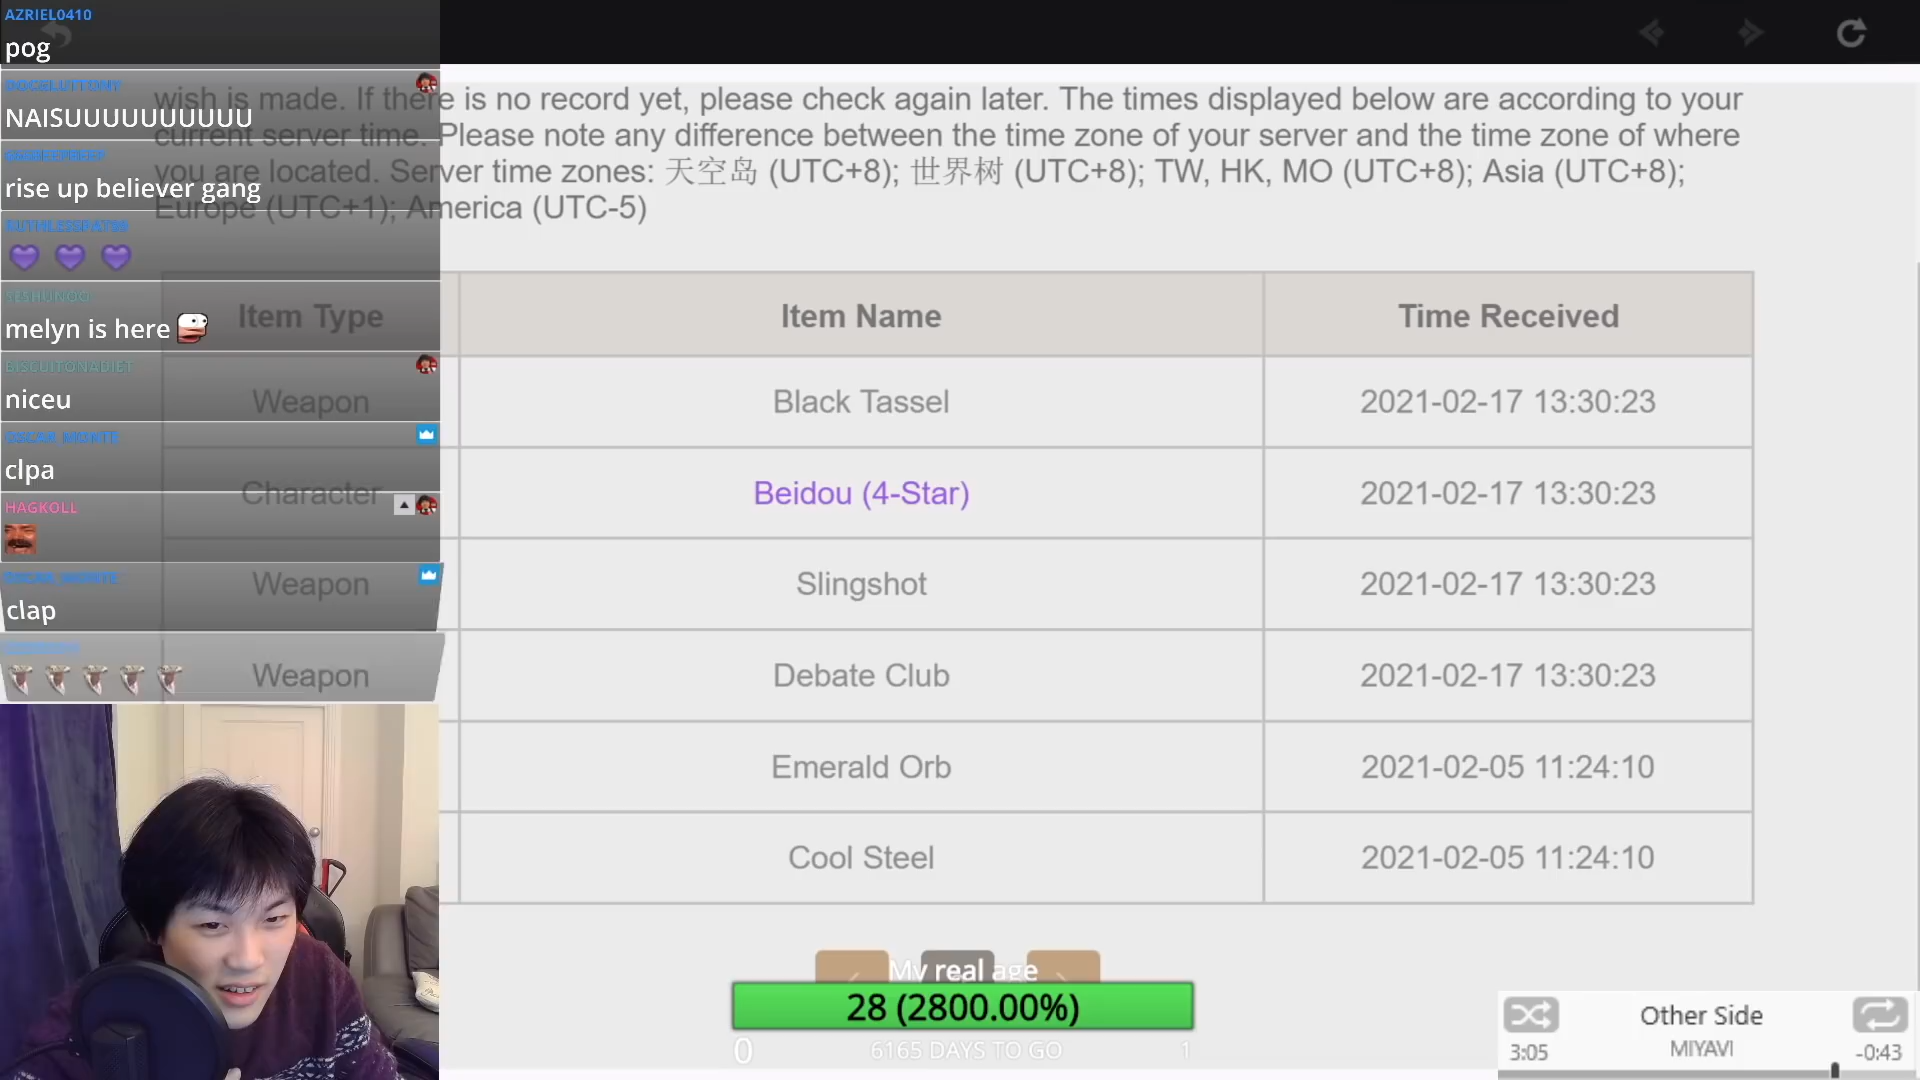 AZRIEL0410
pog
NAISUUUUUUUUUU
rise up believer gang
melyn is here
BISCUITONADIET
niceu
OSCAR_MONTE
clpa
HAGKOLL
OSCAR_MONTE
clap
wish is made. If there is no record yet, please check again later. The times displayed below are according to your
current server time. Please note any difference between the time zone of your server and the time zone of where
you are located. Server time zones: 天空岛 (UTC+8); 世界树 (UTC+8); TW, HK, MO (UTC+8); Asia (UTC+8);
Europe (UTC+1); America (UTC-5)
Item Type Item Name Time Received
Weapon Black Tassel 2021-02-17 13:30:23
Character Beidou (4-Star) 2021-02-17 13:30:23
Weapon Slingshot 2021-02-17 13:30:23
Weapon Debate Club 2021-02-17 13:30:23
Emerald Orb 2021-02-05 11:24:10
Cool Steel 2021-02-05 11:24:10
My real age
28 (2800.00%)
0 6165 DAYS TO GO 1
Other Side
MIYAVI
3:05 -0:43